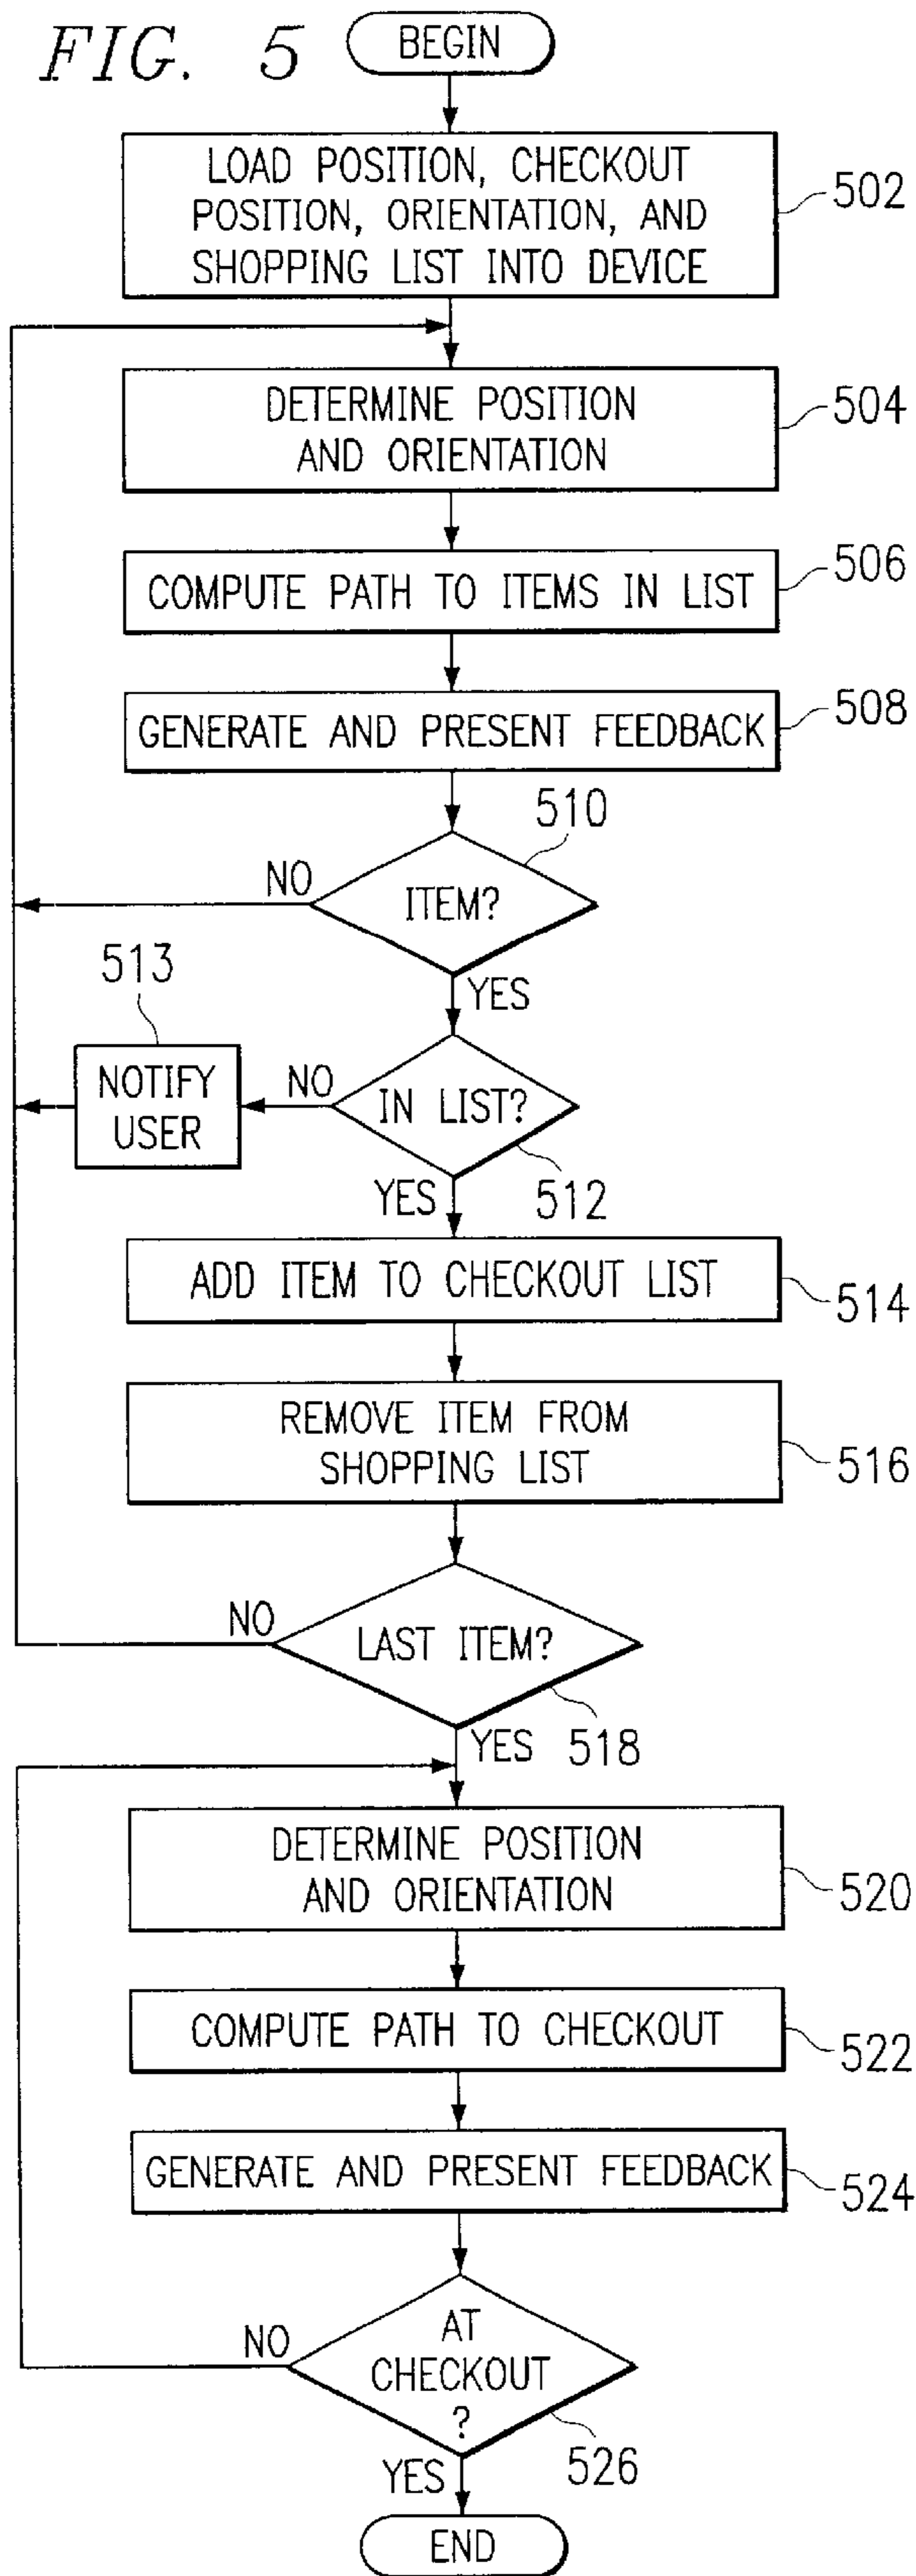 FIG. 5
BEGIN
LOAD POSITION, CHECKOUT
POSITION, ORIENTATION, AND
SHOPPING LIST INTO DEVICE
502
DETERMINE POSITION
AND ORIENTATION
504
COMPUTE PATH TO ITEMS IN LIST
506
GENERATE AND PRESENT FEEDBACK
508
510
ITEM?
NO
YES
513
NOTIFY
USER
NO
IN LIST?
512
YES
ADD ITEM TO CHECKOUT LIST
514
REMOVE ITEM FROM
SHOPPING LIST
516
NO
LAST ITEM?
518
YES
DETERMINE POSITION
AND ORIENTATION
520
COMPUTE PATH TO CHECKOUT
522
GENERATE AND PRESENT FEEDBACK
524
NO
AT
CHECKOUT
?
526
YES
END